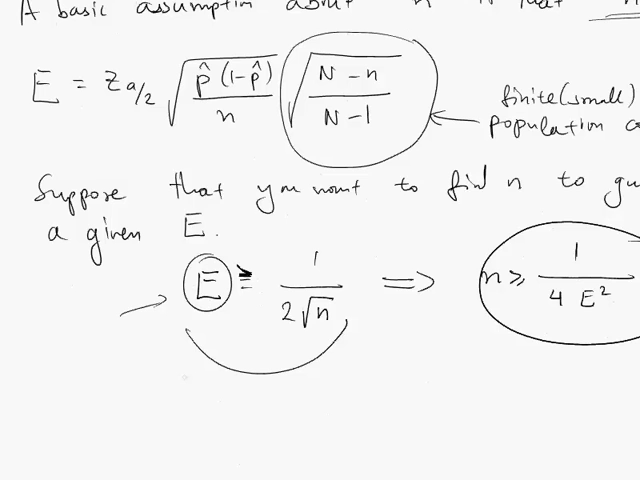 A basic assumption about n is that
E = z a/2 √(p̂ (1-p̂) / n) √(N - n / N - 1)
finite (small)
population
Suppose that you want to find n to gu
a given E.
E ≥ 1 / 2√n ⇒ n ≥ 1 / 4 E²